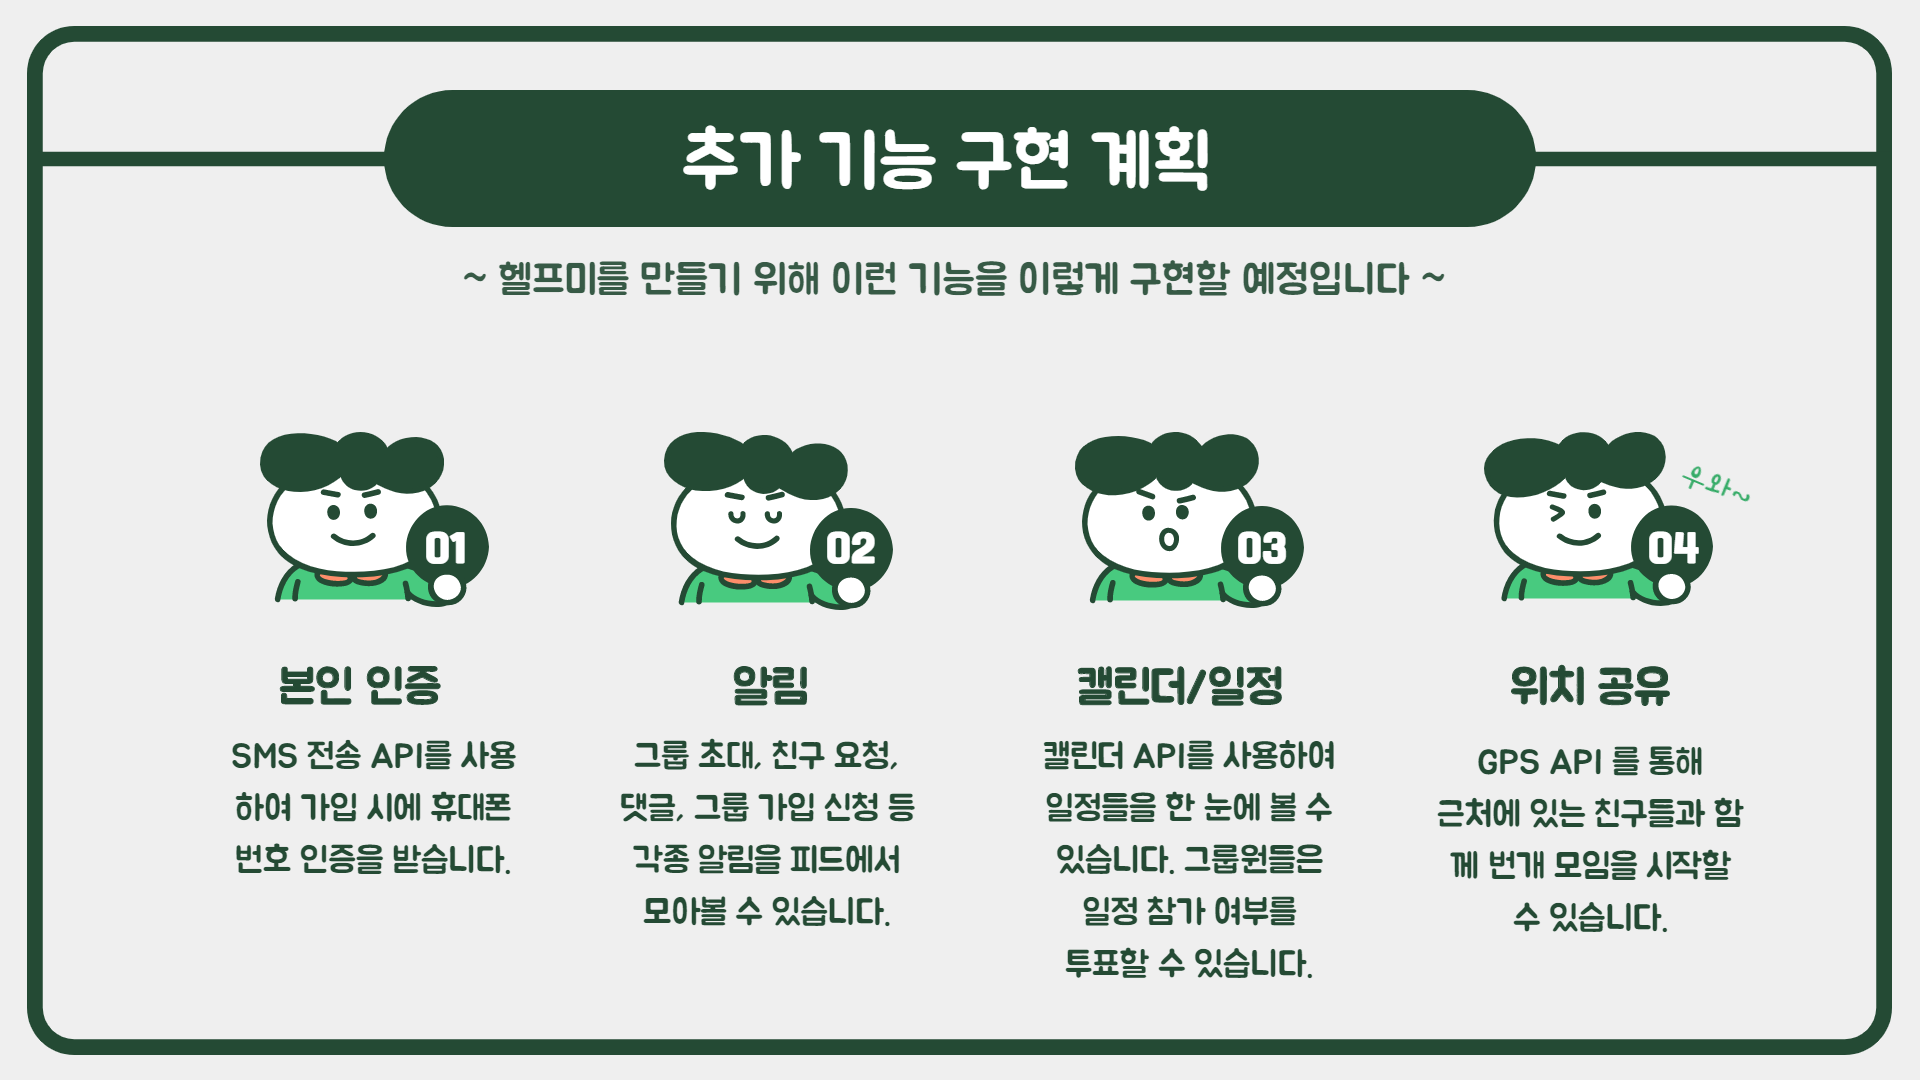 추가 기능 구현 계획
~ 헬프미를 만들기 위해 이런 기능을 이렇게 구현할 예정입니다 ~
01
본인 인증
SMS 전송 API를 사용
하여 가입 시에 휴대폰
번호 인증을 받습니다.
02
알림
그룹 초대, 친구 요청,
댓글, 그룹 가입 신청 등
각종 알림을 피드에서
모아볼 수 있습니다.
03
캘린더/일정
캘린더 API를 사용하여
일정들을 한 눈에 볼 수
있습니다. 그룹원들은
일정 참가 여부를
투표할 수 있습니다.
04
우와~
위치 공유
GPS API 를 통해
근처에 있는 친구들과 함
께 번개 모임을 시작할
수 있습니다.